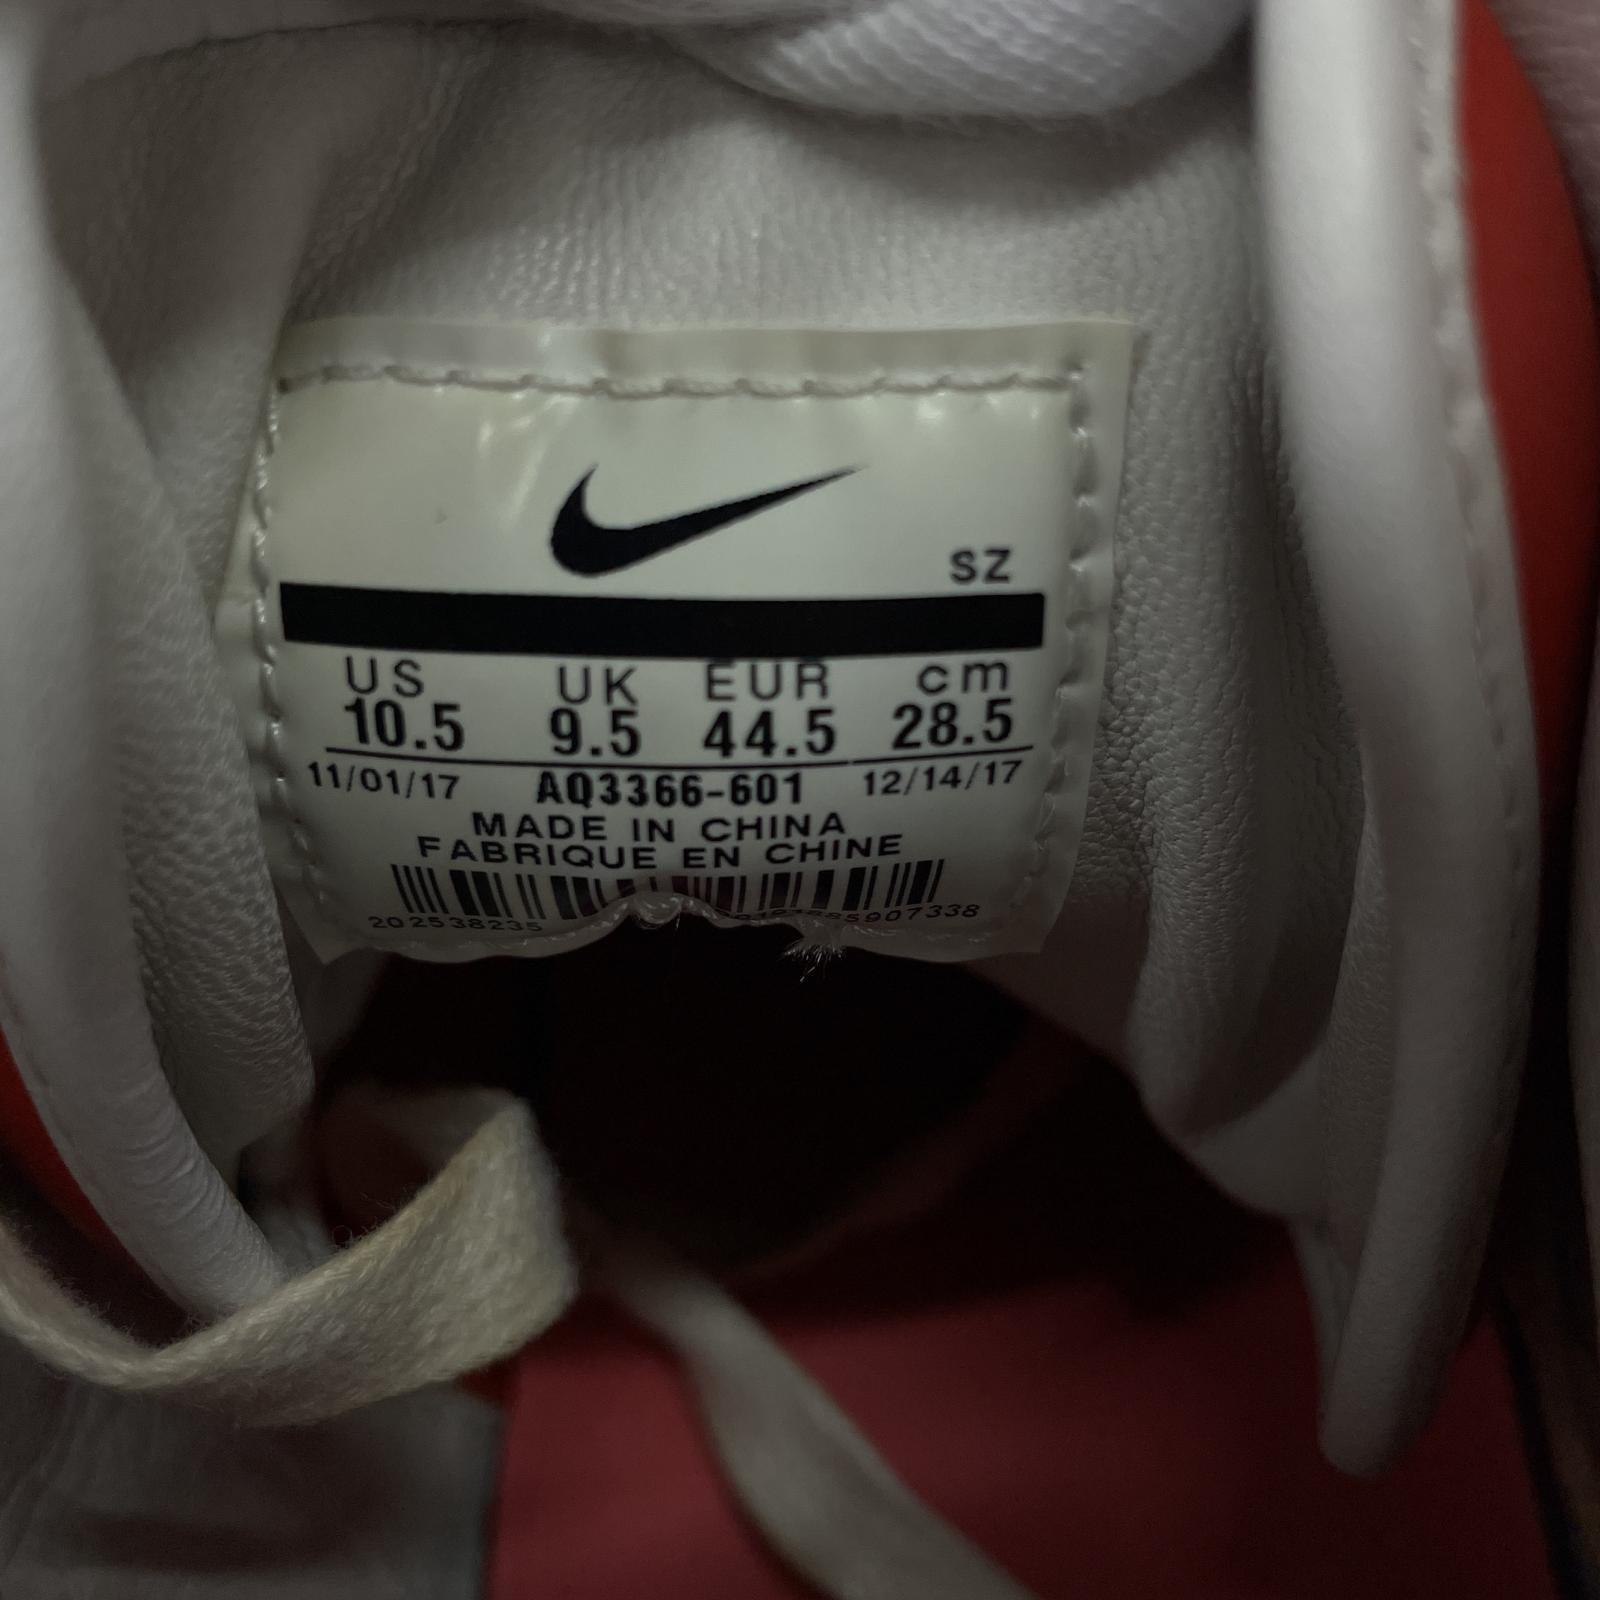 SZ
US UK EUR cm
10.5 9.5 44.5 28.5
11/01/17 AQ3366-601 12/14/17
MADE IN CHINA
FABRIQUE EN CHINE
202538235